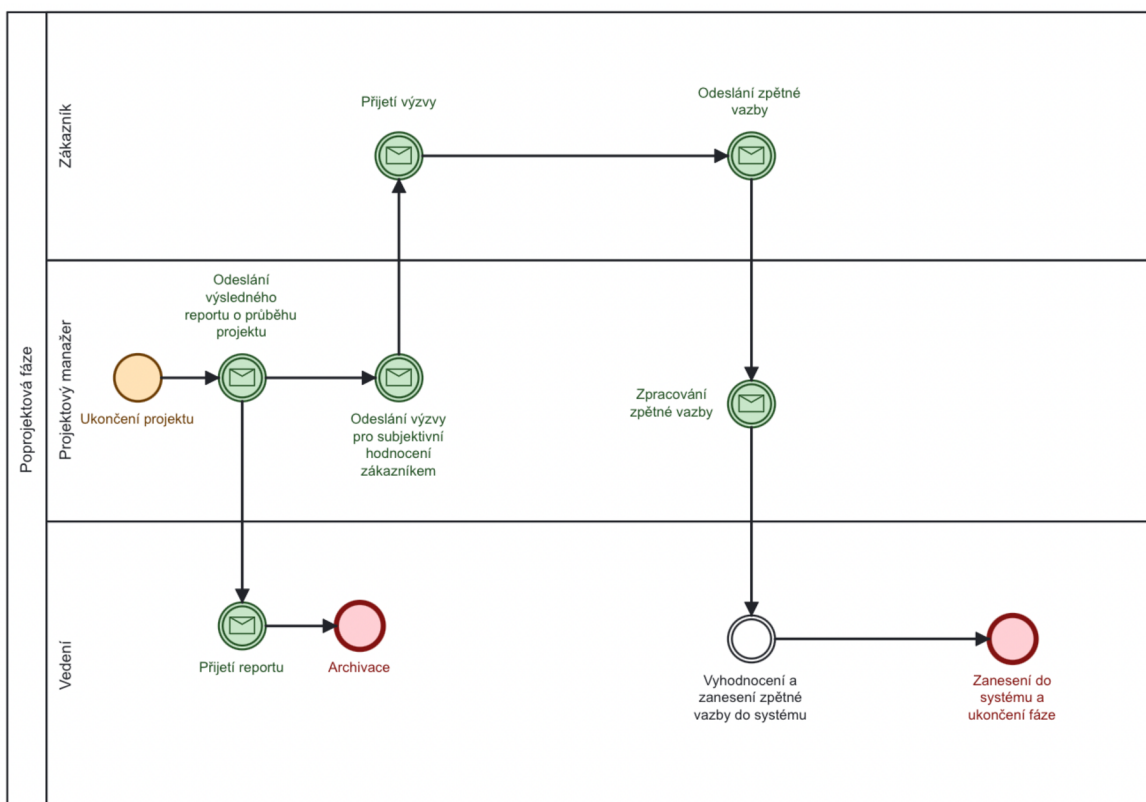 Poprojektová fáze
Zákazník
Přijetí výzvy
Odeslání zpětné
vazby
Projektový manažer
Ukončení projektu
Odeslání
výsledného
reportu o průběhu
projektu
Odeslání výzvy
pro subjektivní
hodnocení
zákazníkem
Zpracování
zpětné vazby
Vedení
Přijetí reportu
Archivace
Vyhodnocení a
zanesení zpětné
vazby do systému
Zanesení do
systému a
ukončení fáze